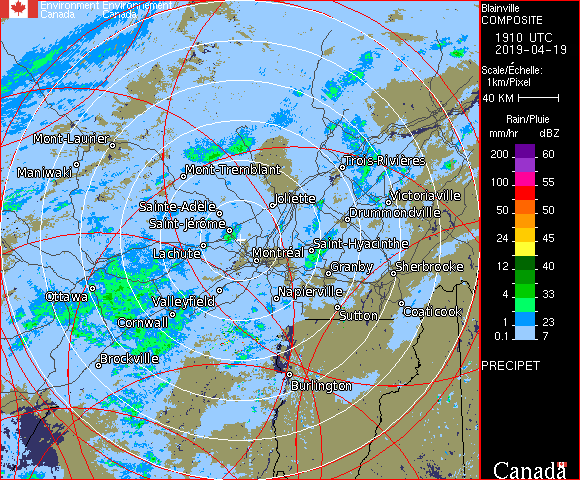 Environment Environnement
Canada Canada
Blainville
COMPOSITE
1910 UTC
2019-04-19
Scale/Échelle:
1km/Pixel
40 KM
Rain/Pluie
mm/hr dBZ
200 60
100 55
50 50
24 45
12 40
4 33
1 23
0.1 7
PRECIPET
Canada
Mont-Laurier
Maniwaki
Mont-Tremblant
Trois-Rivières
Sainte-Adèle
Joliette
Victoriaville
Saint-Jérôme
Drummondville
Lachute
Montréal
Saint-Hyacinthe
Granby
Sherbrooke
Ottawa
Valleyfield
Napierville
Cornwall
Sutton
Coaticook
Brockville
Burlington